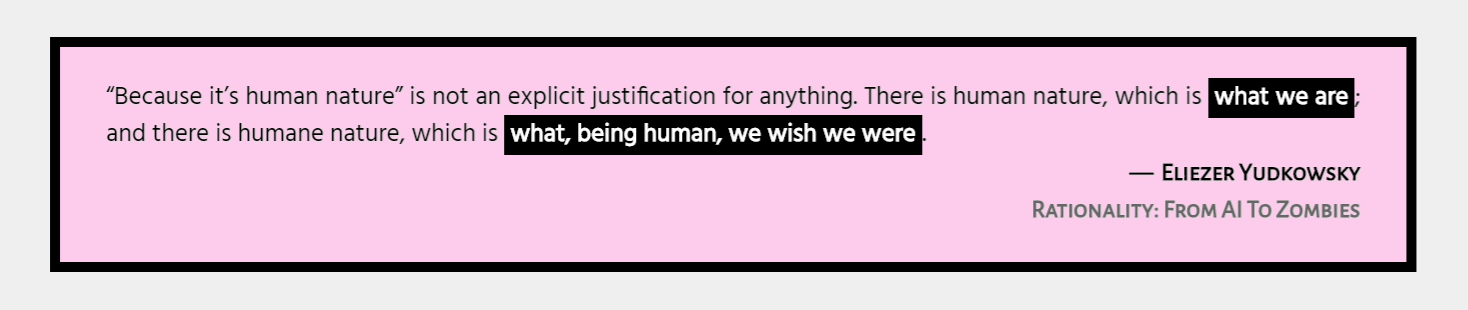 “Because it’s human nature” is not an explicit justification for anything. There is human nature, which is what we are;
and there is humane nature, which is what, being human, we wish we were.
— Eliezer Yudkowsky
Rationality: From AI To Zombies